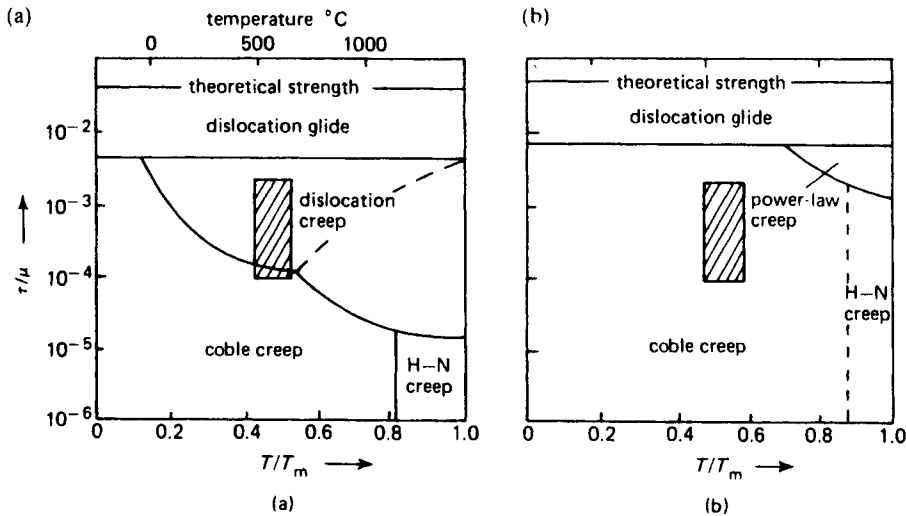 (a)
temperature °C
0 500 1000
theoretical strength
dislocation glide
10⁻²
10⁻³
10⁻⁴
10⁻⁵
10⁻⁶
τ/μ
dislocation
creep
coble creep
H–N
creep
0 0.2 0.4 0.6 0.8 1.0
T/Tm
(a)
(b)
theoretical strength
dislocation glide
power-law
creep
H–N
creep
coble creep
0 0.2 0.4 0.6 0.8 1.0
T/Tm
(b)